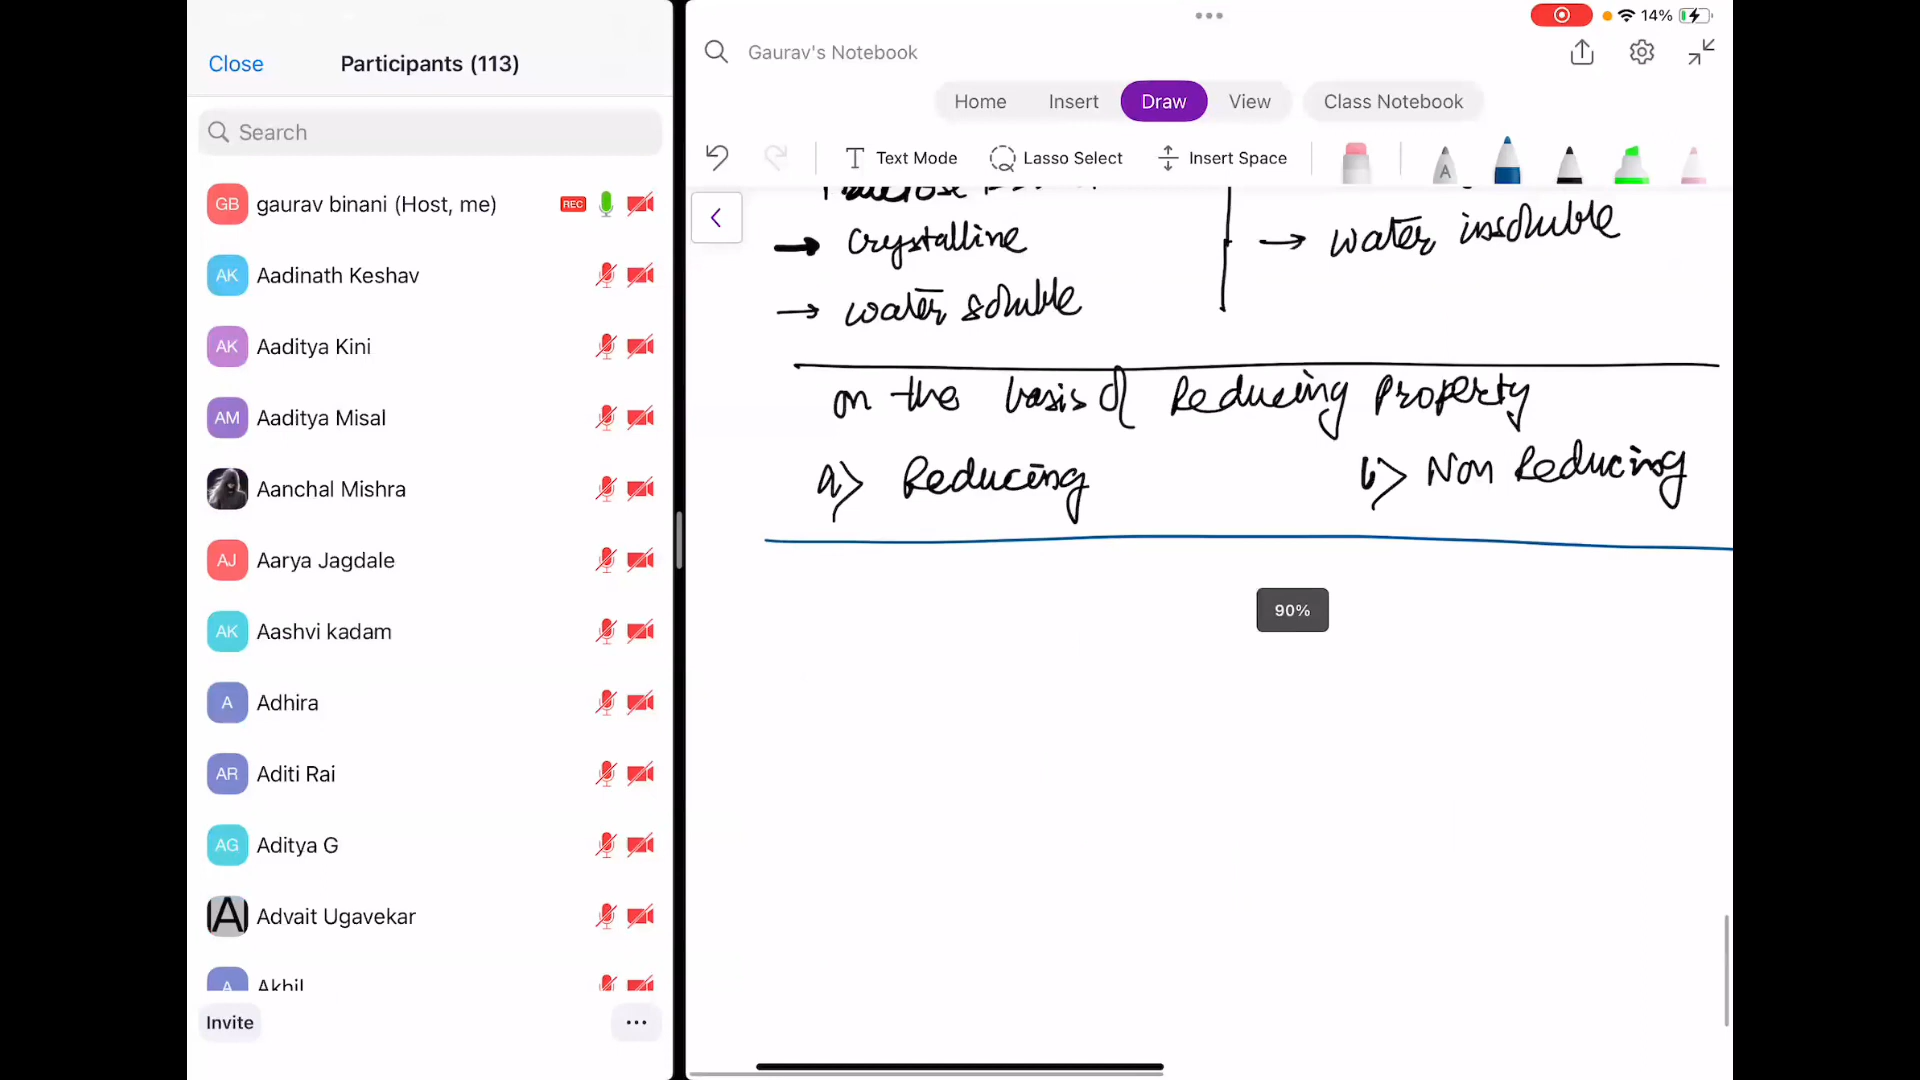 14%
Close
Participants (113)
Search
GB gaurav binani (Host, me) REC
AK Aadinath Keshav
AK Aaditya Kini
AM Aaditya Misal
Aanchal Mishra
AJ Aarya Jagdale
AK Aashvi kadam
A Adhira
AR Aditi Rai
AG Aditya G
A Advait Ugavekar
A Akhil
Invite
Gaurav's Notebook
Home Insert Draw View Class Notebook
Text Mode Lasso Select Insert Space
→ Crystalline
→ water soluble
→ water insoluble
on the basis of Reducing Property
a> Reducing
b> Non Reducing
90%